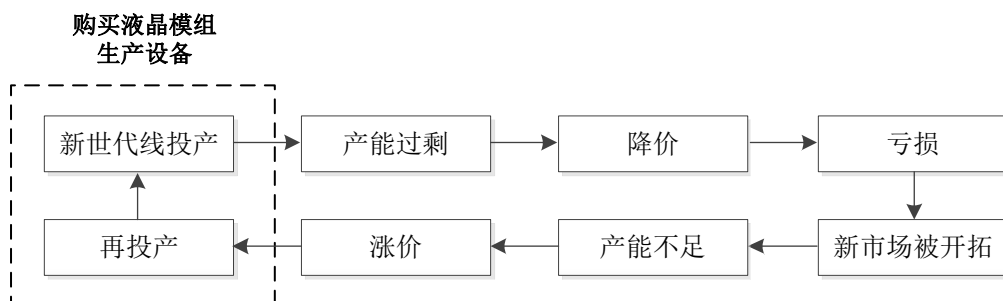 购买液晶模组
生产设备
新世代线投产
产能过剩
降价
亏损
再投产
涨价
产能不足
新市场被开拓